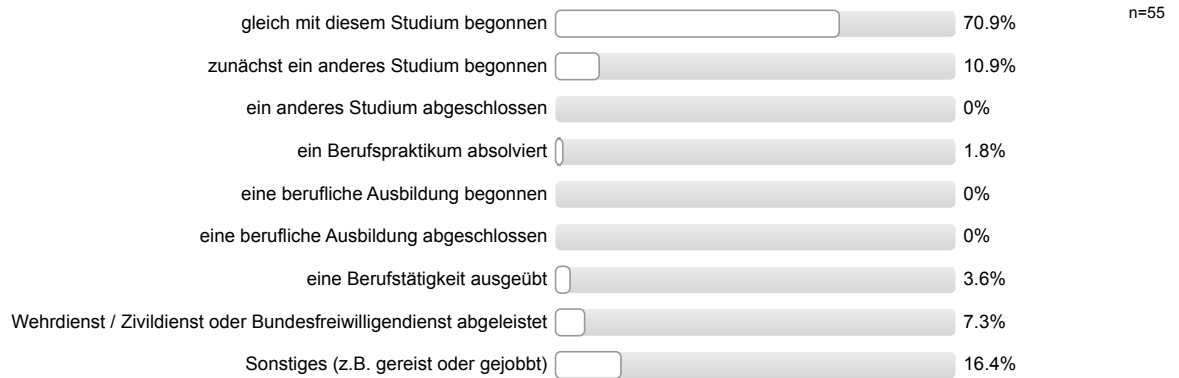 gleich mit diesem Studium begonnen 70.9% n=55
zunächst ein anderes Studium begonnen 10.9%
ein anderes Studium abgeschlossen 0%
ein Berufspraktikum absolviert 1.8%
eine berufliche Ausbildung begonnen 0%
eine berufliche Ausbildung abgeschlossen 0%
eine Berufstätigkeit ausgeübt 3.6%
Wehrdienst / Zivildienst oder Bundesfreiwilligendienst abgeleistet 7.3%
Sonstiges (z.B. gereist oder gejobbt) 16.4%